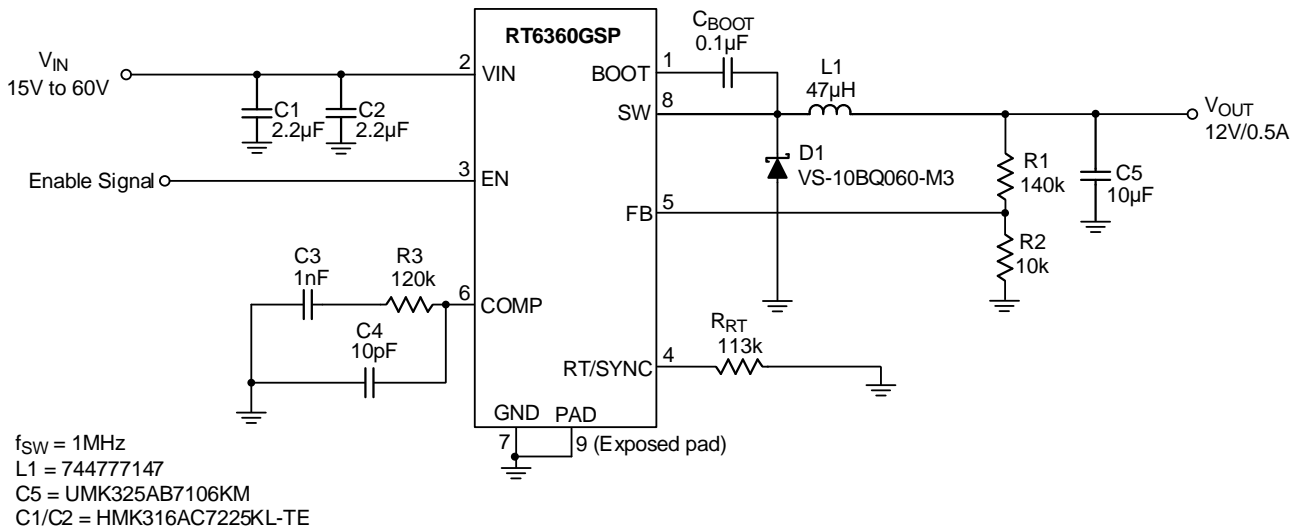 RT6360GSP
VIN
15V to 60V
2
VIN
C1
2.2µF
C2
2.2µF
Enable Signal
3
EN
C3
1nF
R3
120k
6
COMP
C4
10pF
GND
7
PAD
9 (Exposed pad)
BOOT
1
CBOOT
0.1µF
SW
8
L1
47µH
VOUT
12V/0.5A
D1
VS-10BQ060-M3
R1
140k
C5
10µF
FB
5
R2
10k
RT/SYNC
4
RRT
113k
fSW = 1MHz
L1 = 744777147
C5 = UMK325AB7106KM
C1/C2 = HMK316AC7225KL-TE